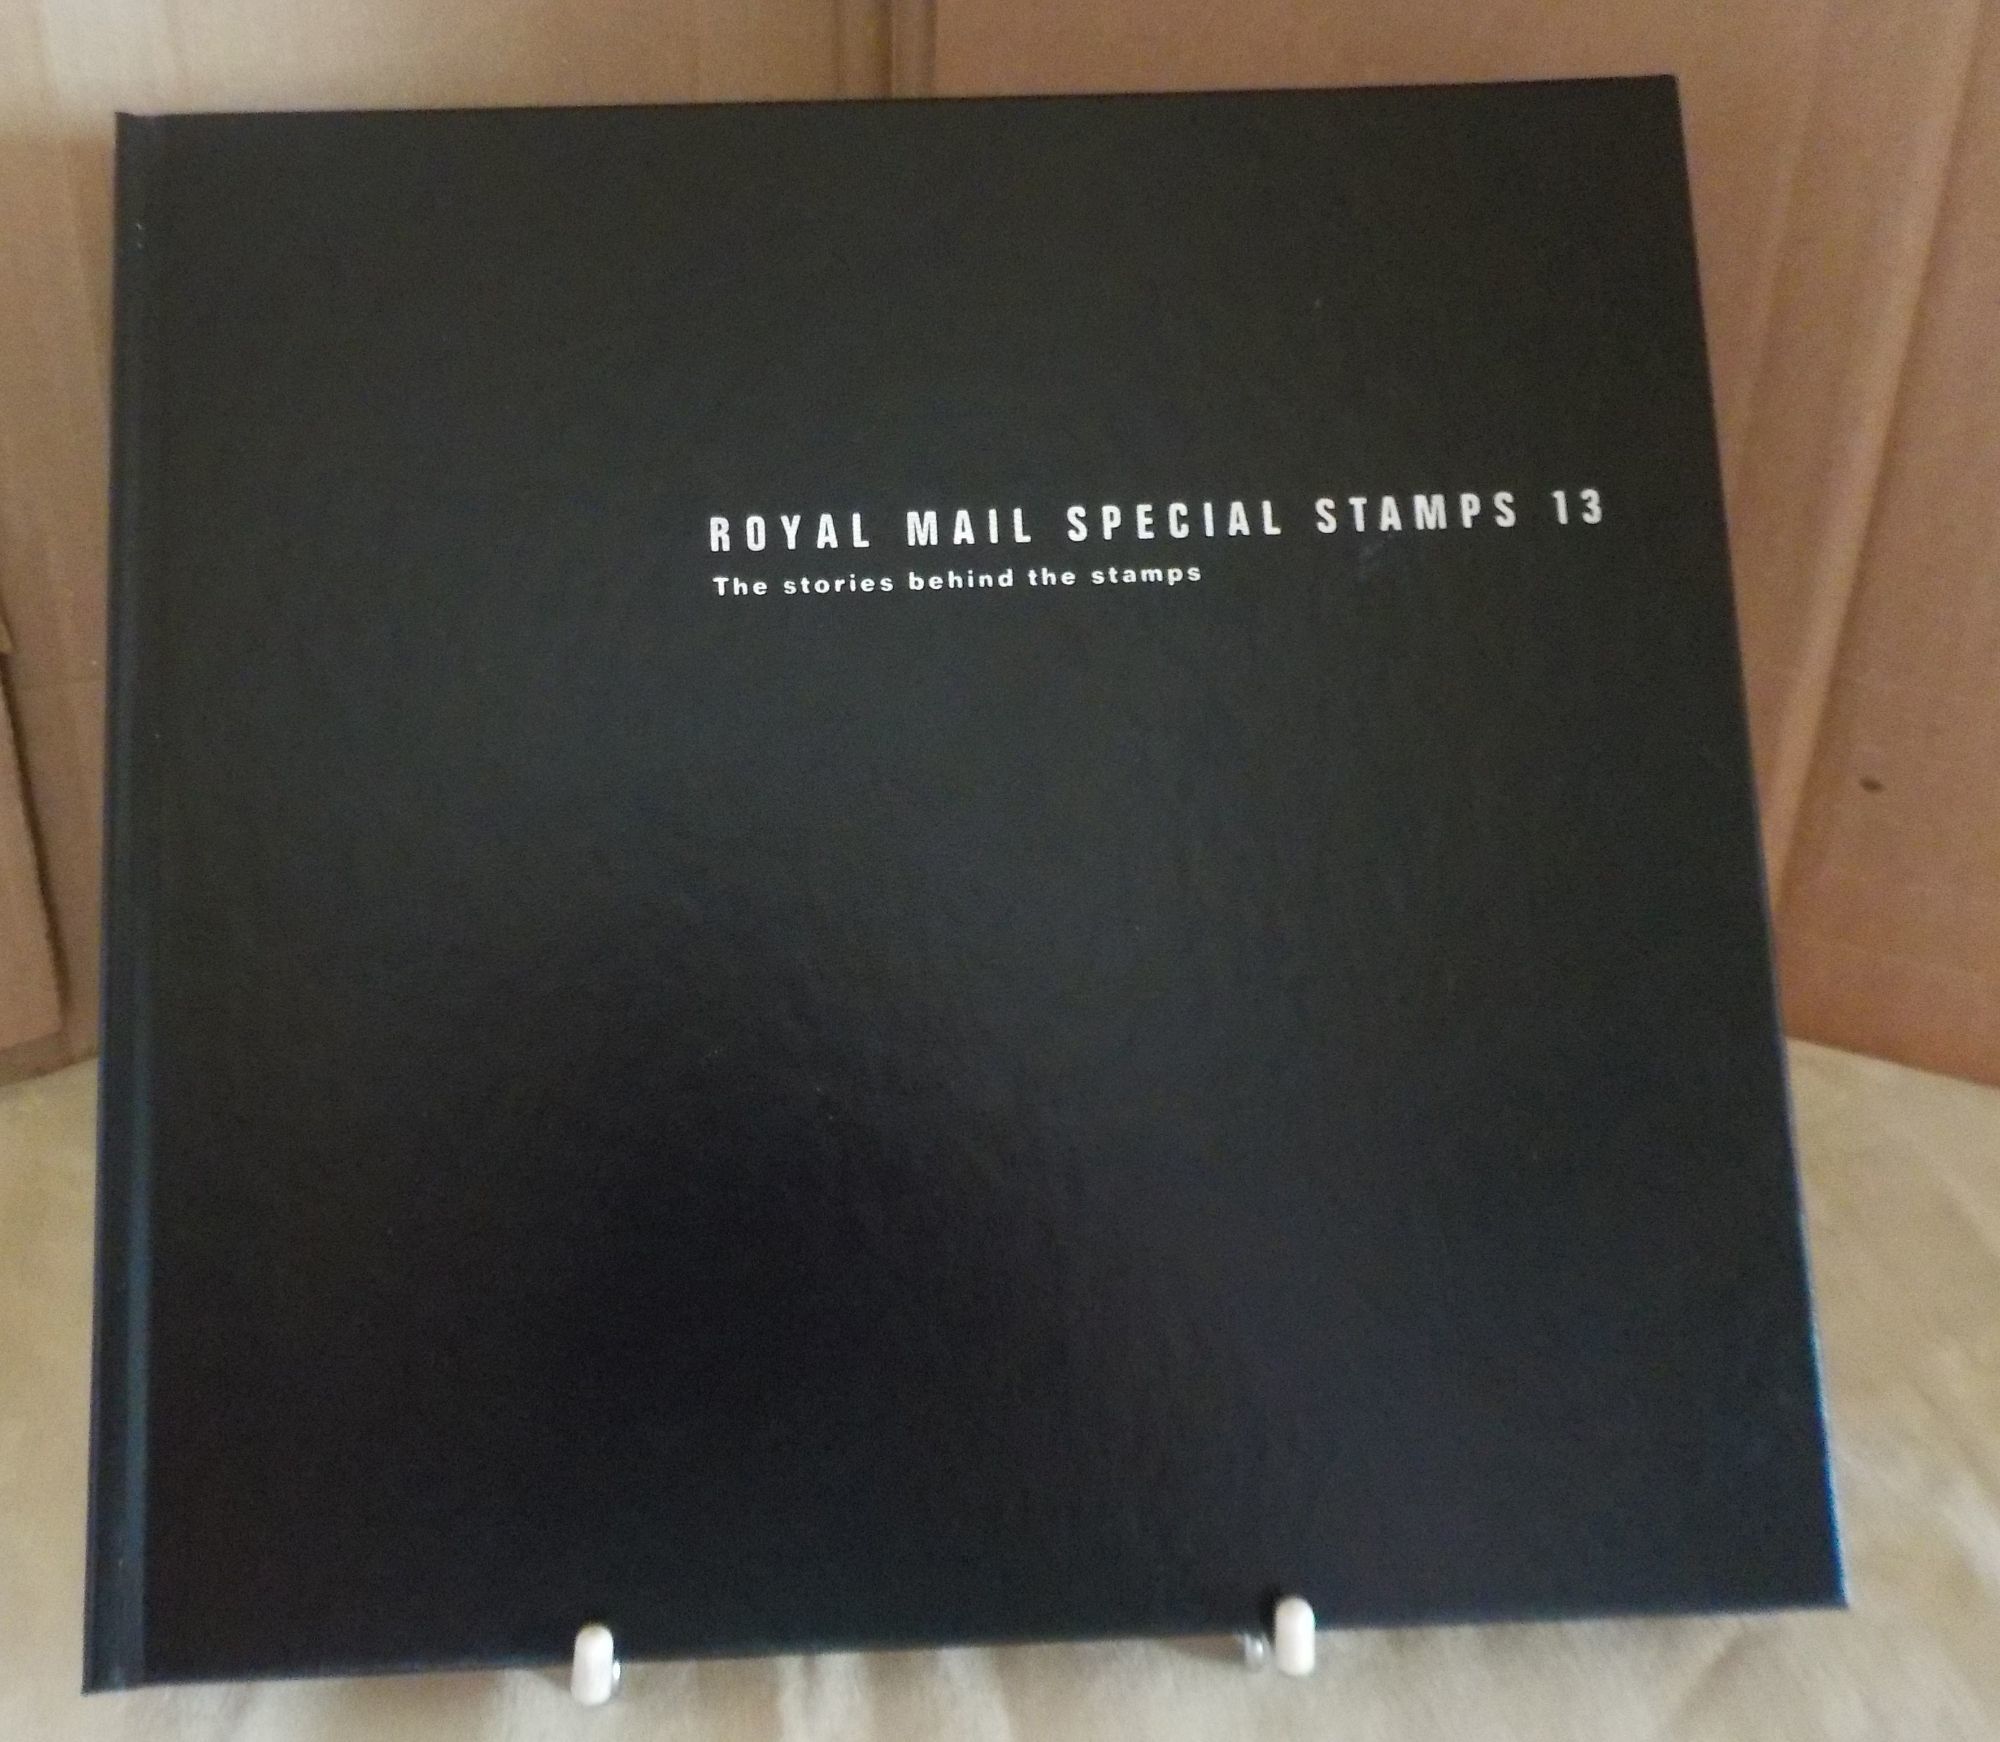 ROYAL MAIL SPECIAL STAMPS 13
The stories behind the stamps